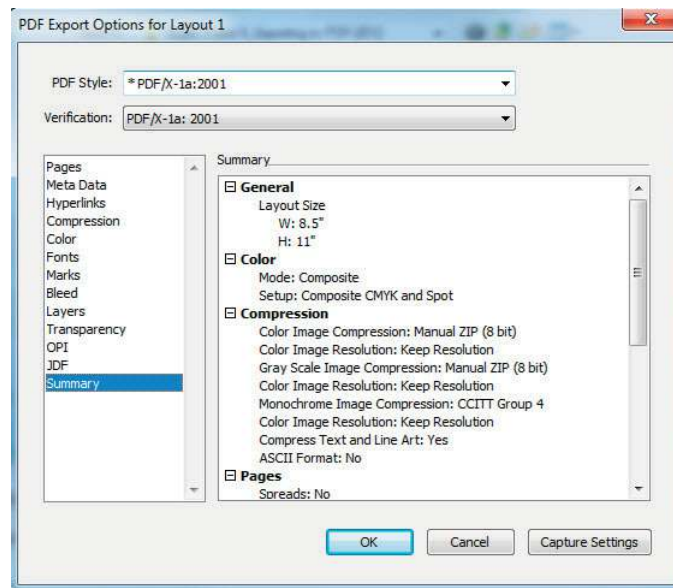 PDF Export Options for Layout 1
PDF Style: *PDF/X-1a:2001
Verification: PDF/X-1a: 2001
Pages
Meta Data
Hyperlinks
Compression
Color
Fonts
Marks
Bleed
Layers
Transparency
OPI
JDF
Summary
Summary
General
Layout Size
W: 8.5"
H: 11"
Color
Mode: Composite
Setup: Composite CMYK and Spot
Compression
Color Image Compression: Manual ZIP (8 bit)
Color Image Resolution: Keep Resolution
Gray Scale Image Compression: Manual ZIP (8 bit)
Color Image Resolution: Keep Resolution
Monochrome Image Compression: CCITT Group 4
Color Image Resolution: Keep Resolution
Compress Text and Line Art: Yes
ASCII Format: No
Pages
Spreads: No
OK Cancel Capture Settings